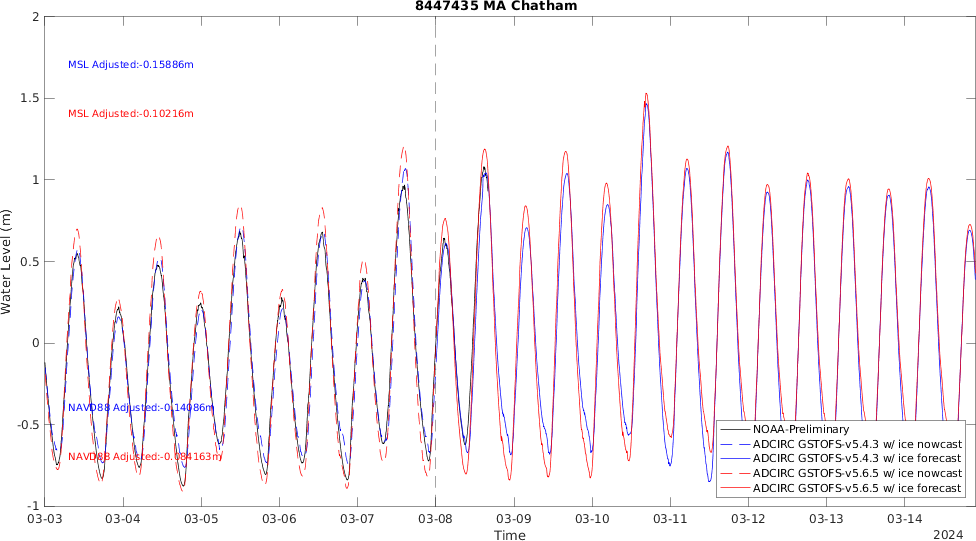 8447435 MA Chatham
2
1.5
1
0.5
0
-0.5
-1
Water Level (m)
MSL Adjusted:-0.15886m
MSL Adjusted:-0.10216m
NAVD88 Adjusted:-0.14086m
NAVD88 Adjusted:-0.084163m
NOAA-Preliminary
ADCIRC GSTOFS-v5.4.3 w/ ice nowcast
ADCIRC GSTOFS-v5.4.3 w/ ice forecast
ADCIRC GSTOFS-v5.6.5 w/ ice nowcast
ADCIRC GSTOFS-v5.6.5 w/ ice forecast
03-03 03-04 03-05 03-06 03-07 03-08 03-09 03-10 03-11 03-12 03-13 03-14
Time
2024